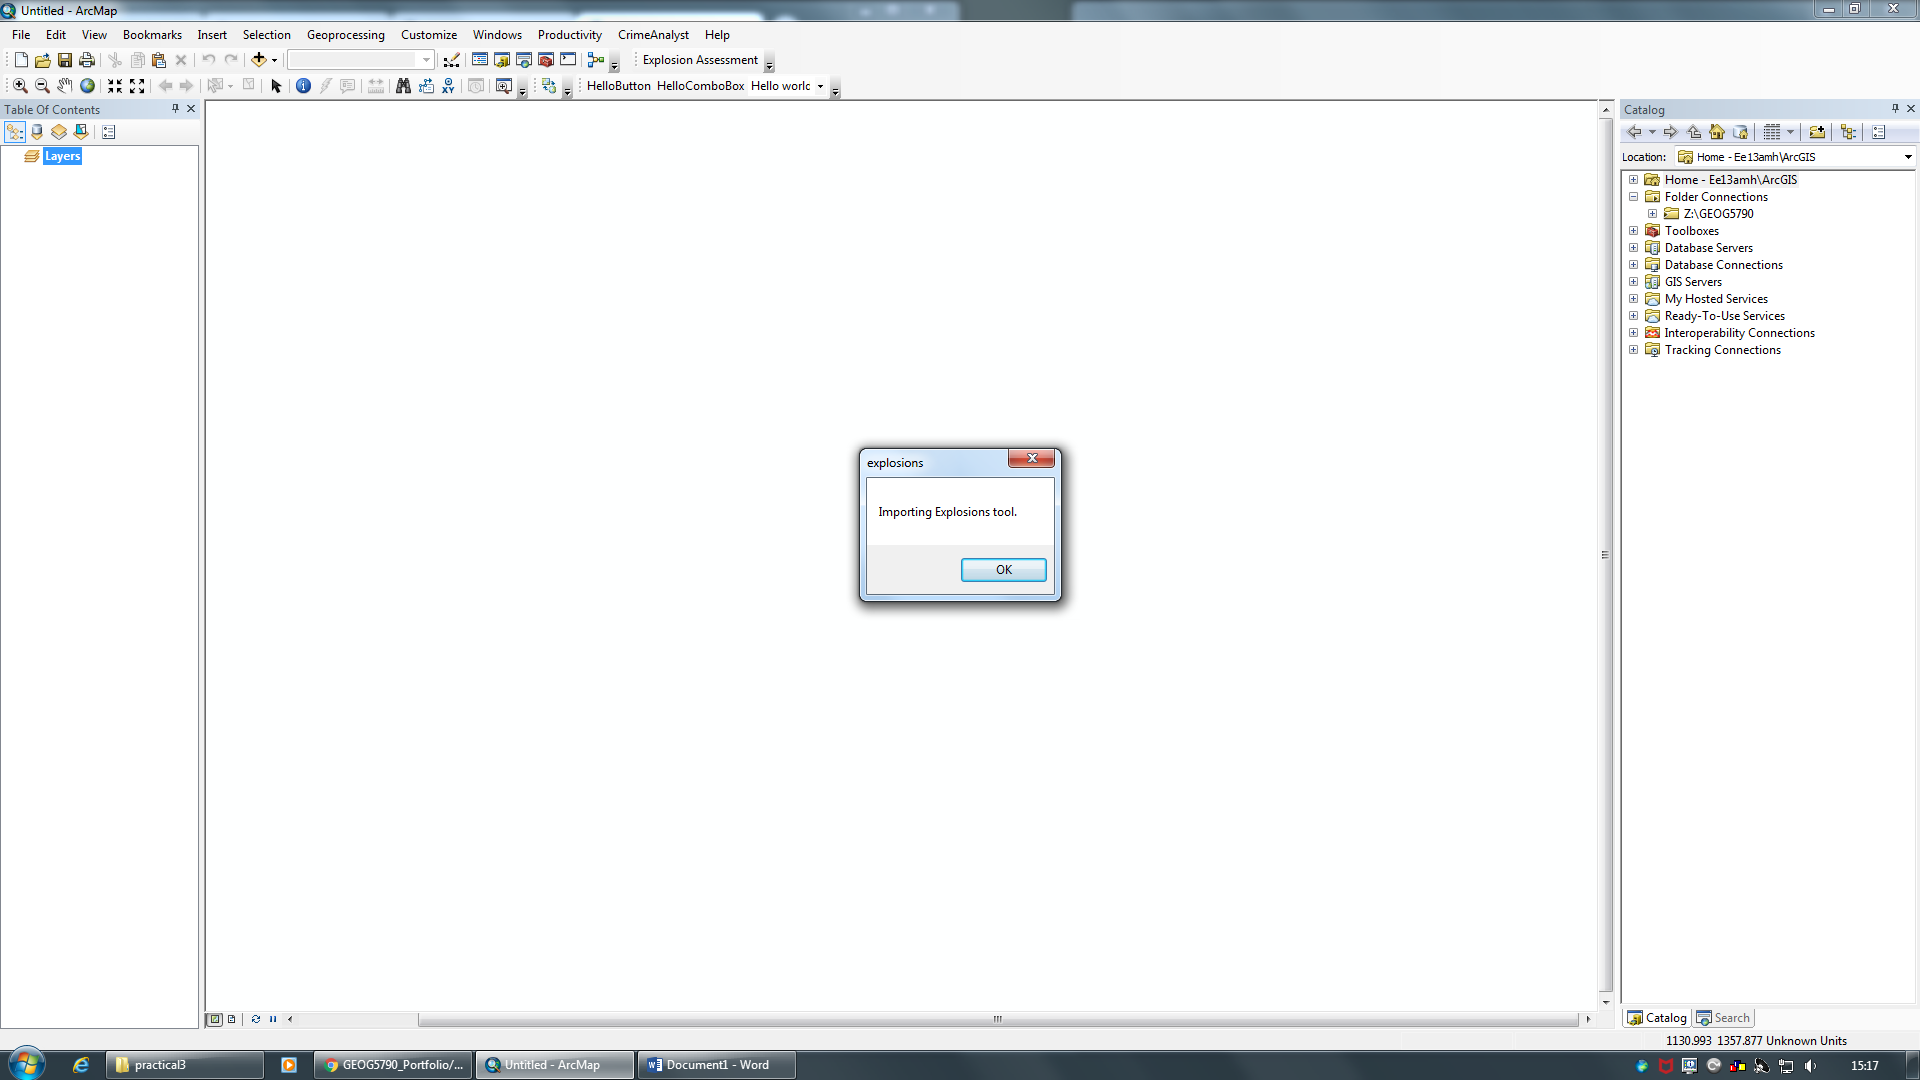 Untitled - ArcMap
File Edit View Bookmarks Insert Selection Geoprocessing Customize Windows Productivity CrimeAnalyst Help
Explosion Assessment
HelloButton HelloComboBox Hello worlc
Table Of Contents
Layers
Catalog
Location: Home - Ee13amh\ArcGIS
Home - Ee13amh\ArcGIS
Folder Connections
Z:\GEOG5790
Toolboxes
Database Servers
Database Connections
GIS Servers
My Hosted Services
Ready-To-Use Services
Interoperability Connections
Tracking Connections
explosions
Importing Explosions tool.
OK
Catalog Search
1130.993 1357.877 Unknown Units
practical3 GEOG5790_Portfolio/... Untitled - ArcMap Document1 - Word 15:17